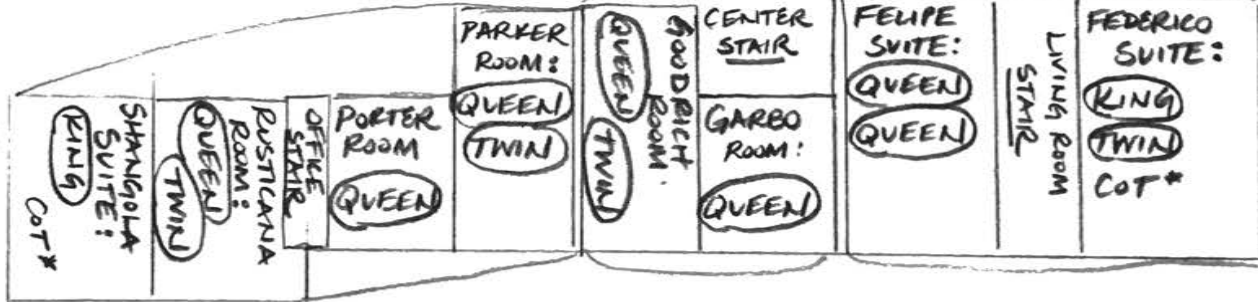 SHANGOLA
SUITE:
KING
COT*
RUSTICANA
ROOM:
QUEEN
TWIN
OFFICE
STAIR
PORTER
ROOM
QUEEN
PARKER
ROOM:
QUEEN
TWIN
GOODRICH
ROOM.
QUEEN
TWIN
CENTER
STAIR
GARBO
ROOM:
QUEEN
FELIPE
SUITE:
QUEEN
QUEEN
LIVING ROOM
STAIR
FEDERICO
SUITE:
KING
TWIN
COT*